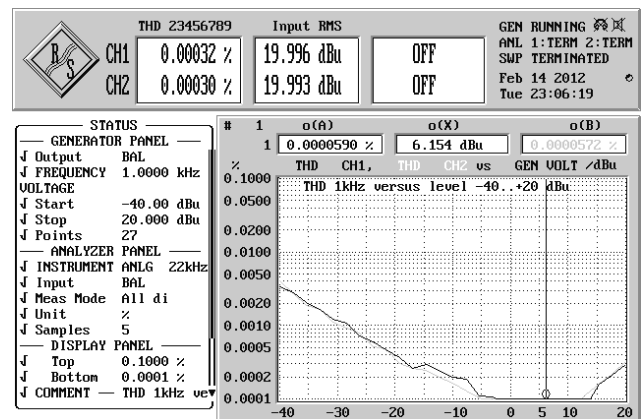 THD 23456789 Input RMS
R S
CH1 0.00032 % 19.996 dBu OFF
CH2 0.00030 % 19.993 dBu OFF
GEN RUNNING
ANL 1:TERM 2:TERM
SWP TERMINATED
Feb 14 2012
Tue 23:06:19
STATUS
GENERATOR PANEL
Output BAL
FREQUENCY 1.0000 kHz
VOLTAGE
Start -40.00 dBu
Stop 20.000 dBu
Points 27
ANALYZER PANEL
INSTRUMENT ANLG 22kHz
Input BAL
Meas Mode All di
Unit %
Samples 5
DISPLAY PANEL
Top 0.1000 %
Bottom 0.0001 %
COMMENT — THD 1kHz ve
# 1 o(A) o(X) o(B)
1 0.0000590 % 6.154 dBu 0.0000572 %
% THD CH1, THD CH2 vs GEN VOLT /dBu
THD 1kHz versus level -40..+20 dBu
0.1000
0.0500
0.0200
0.0100
0.0050
0.0020
0.0010
0.0005
0.0002
0.0001
-40 -30 -20 -10 0 5 10 20